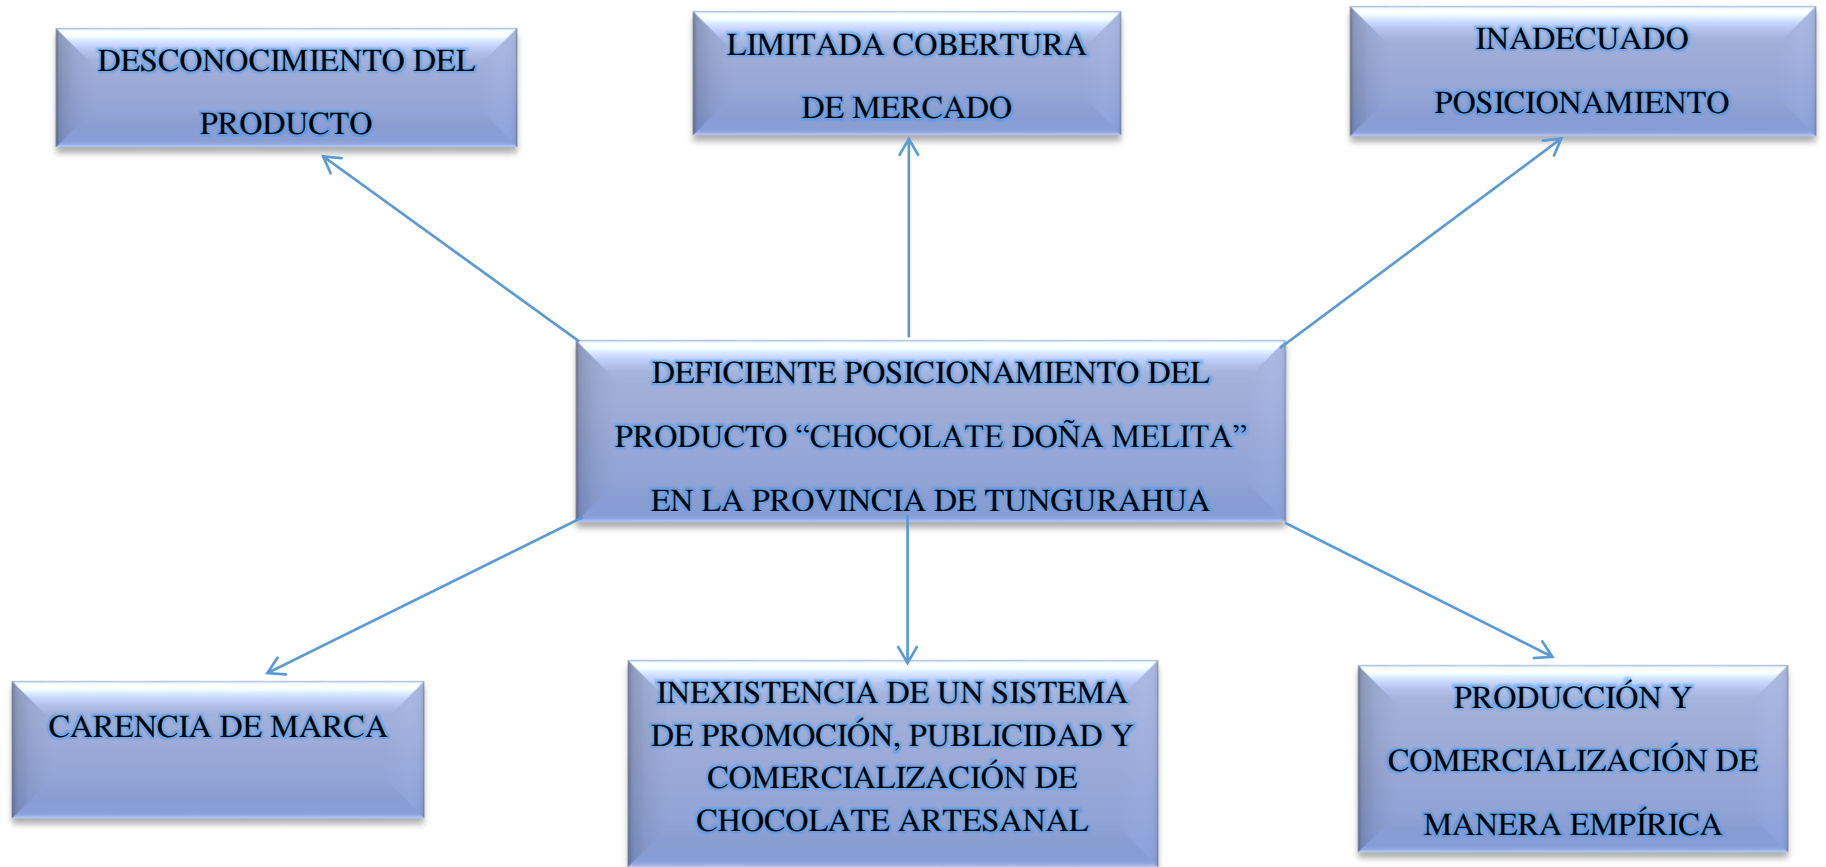 DESCONOCIMIENTO DEL
PRODUCTO
LIMITADA COBERTURA
DE MERCADO
INADECUADO
POSICIONAMIENTO
DEFICIENTE POSICIONAMIENTO DEL
PRODUCTO “CHOCOLATE DOÑA MELITA”
EN LA PROVINCIA DE TUNGURAHUA
CARENCIA DE MARCA
INEXISTENCIA DE UN SISTEMA
DE PROMOCIÓN, PUBLICIDAD Y
COMERCIALIZACIÓN DE
CHOCOLATE ARTESANAL
PRODUCCIÓN Y
COMERCIALIZACIÓN DE
MANERA EMPÍRICA